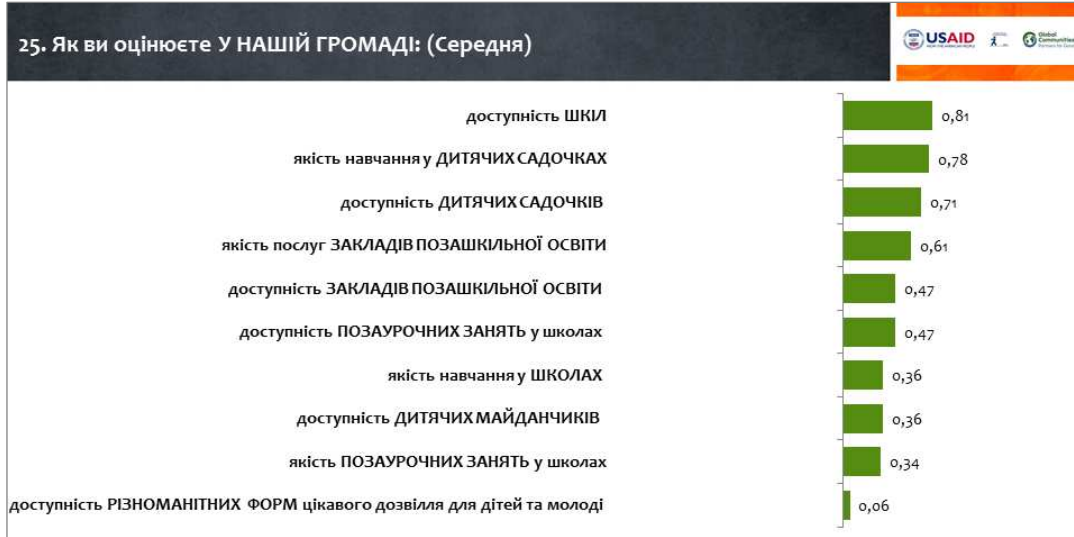 25. Як ви оцінюєте У НАШІЙ ГРОМАДІ: (Середня)
USAID
Global
Communities
доступність ШКІЛ 0,81
якість навчання у ДИТЯЧИХ САДОЧКАХ 0,78
доступність ДИТЯЧИХ САДОЧКІВ 0,71
якість послуг ЗАКЛАДІВ ПОЗАШКІЛЬНОЇ ОСВІТИ 0,61
доступність ЗАКЛАДІВ ПОЗАШКІЛЬНОЇ ОСВІТИ 0,47
доступність ПОЗАУРОЧНИХ ЗАНЯТЬ у школах 0,47
якість навчання у ШКОЛАХ 0,36
доступність ДИТЯЧИХ МАЙДАНЧИКІВ 0,36
якість ПОЗАУРОЧНИХ ЗАНЯТЬ у школах 0,34
доступність РІЗНОМАНІТНИХ ФОРМ цікавого дозвілля для дітей та молоді 0,06